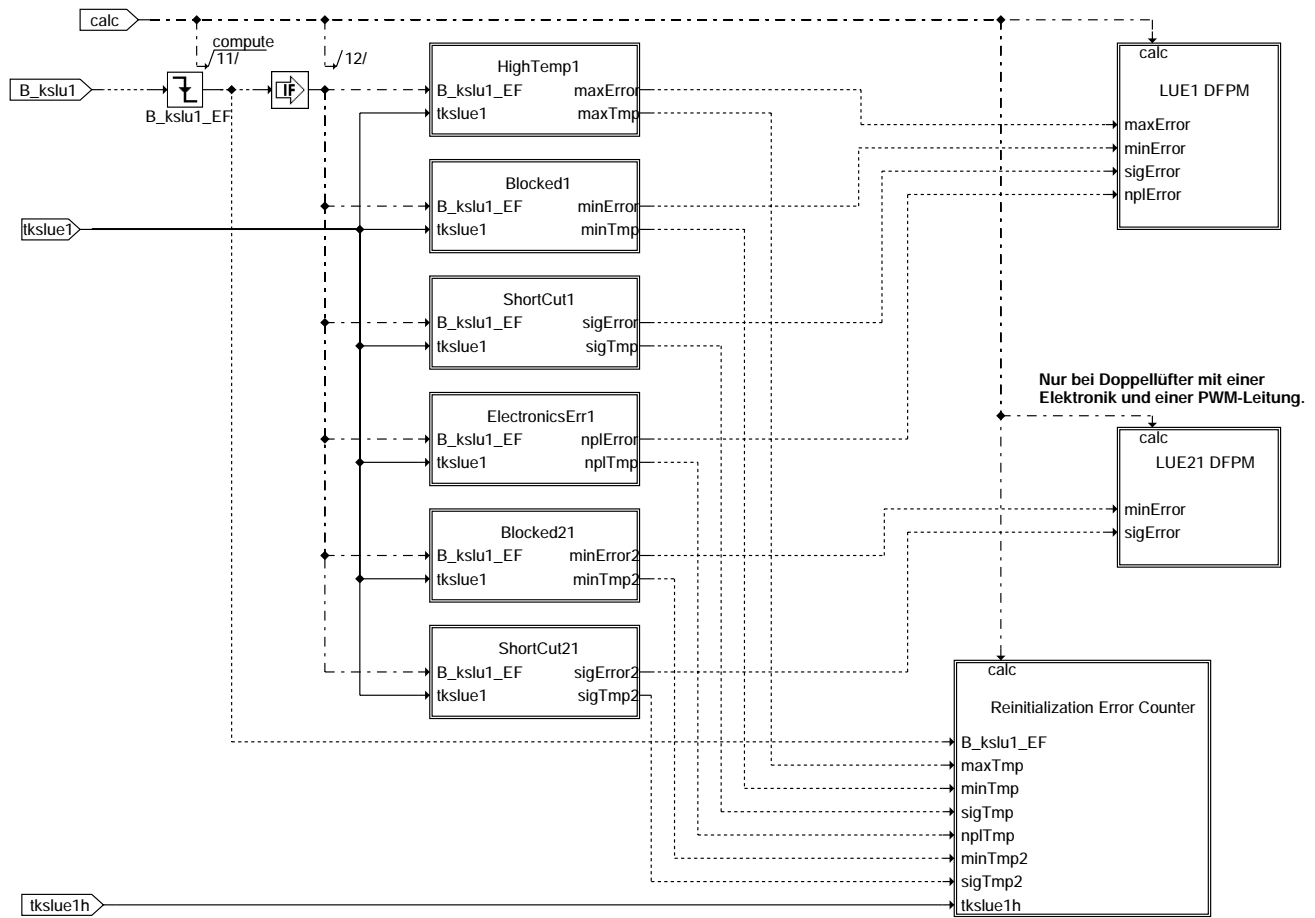 calc
compute
/11/
/12/
B_kslu1
B_kslu1_EF
IF
tkslue1
HighTemp1
B_kslu1_EF maxError
tkslue1 maxTmp
Blocked1
B_kslu1_EF minError
tkslue1 minTmp
ShortCut1
B_kslu1_EF sigError
tkslue1 sigTmp
ElectronicsErr1
B_kslu1_EF nplError
tkslue1 nplTmp
Blocked21
B_kslu1_EF minError2
tkslue1 minTmp2
ShortCut21
B_kslu1_EF sigError2
tkslue1 sigTmp2
calc
LUE1 DFPM
maxError
minError
sigError
nplError
Nur bei Doppellüfter mit einer
Elektronik und einer PWM-Leitung.
calc
LUE21 DFPM
minError
sigError
calc
Reinitialization Error Counter
B_kslu1_EF
maxTmp
minTmp
sigTmp
nplTmp
minTmp2
sigTmp2
tkslue1h
tkslue1h